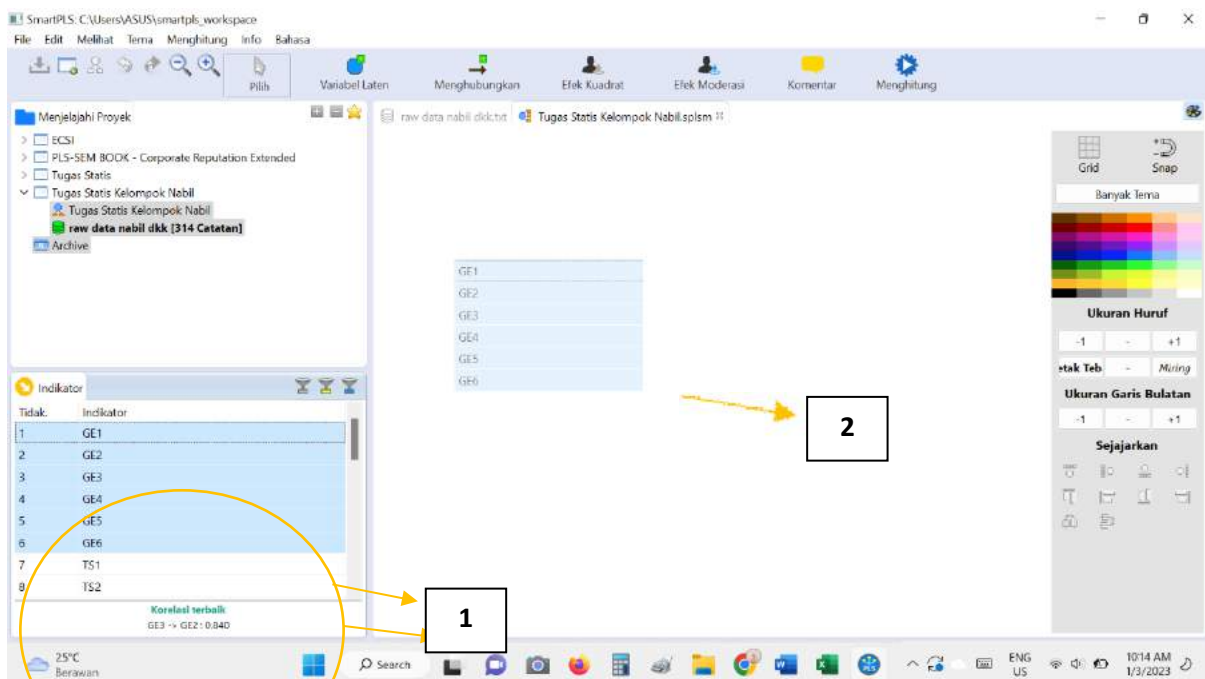 SmartPLS: C:\Users\ASUS\smartpls_workspace
File Edit Melihat Tema Menghitung Info Bahasa
Pilih Variabel Laten Menghubungkan Efek Kuadrat Efek Moderasi Komentar Menghitung
Menjelajahi Proyek
raw data nabil dkk.txt Tugas Statis Kelompok Nabil.splsm
ECSI
PLS-SEM BOOK - Corporate Reputation Extended
Tugas Statis
Tugas Statis Kelompok Nabil
Tugas Statis Kelompok Nabil
raw data nabil dkk [314 Catatan]
Archive
GE1
GE2
GE3
GE4
GE5
GE6
2
Grid Snap
Banyak Tema
Ukuran Huruf
-1 - +1
etak Teb - Miring
Ukuran Garis Bulatan
-1 - +1
Sejajarkan
Indikator
Tidak. Indikator
1 GE1
2 GE2
3 GE3
4 GE4
5 GE5
6 GE6
7 TS1
8 TS2
Korelasi terbaik
GE3 -> GE2 : 0.840
1
25°C
Berawan
Search
ENG
US
10:14 AM
1/3/2023